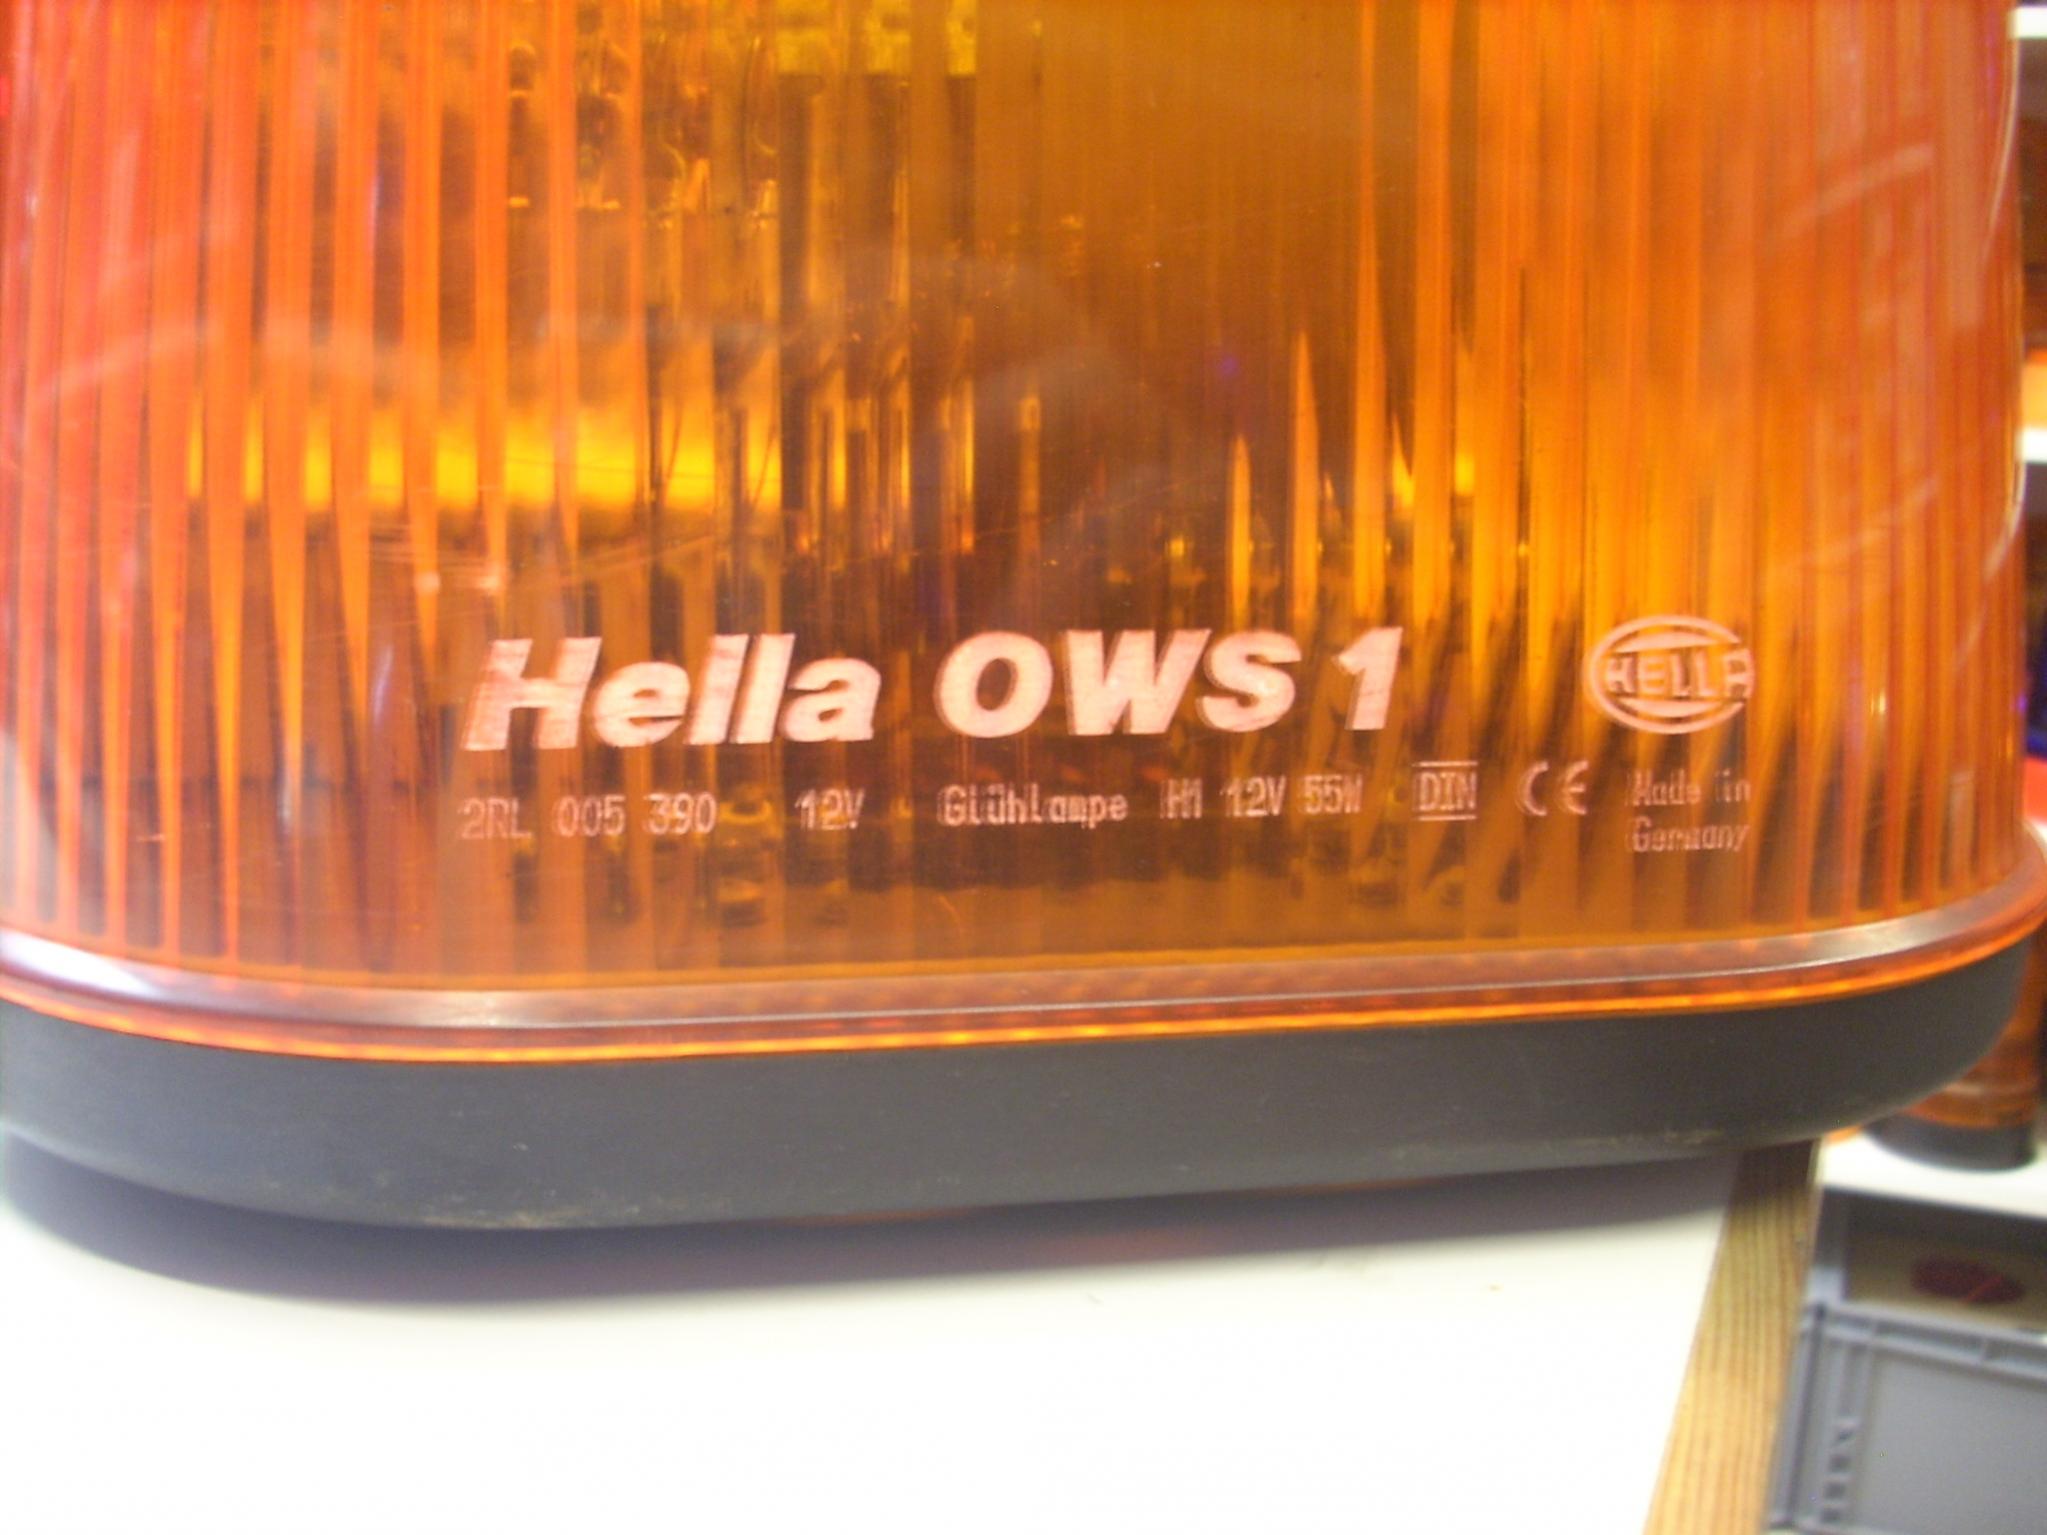 Hella OWS 1
HELLA
2RL 005 390 12V Glühlampe H1 12V 55W DIN CE Made in
Germany